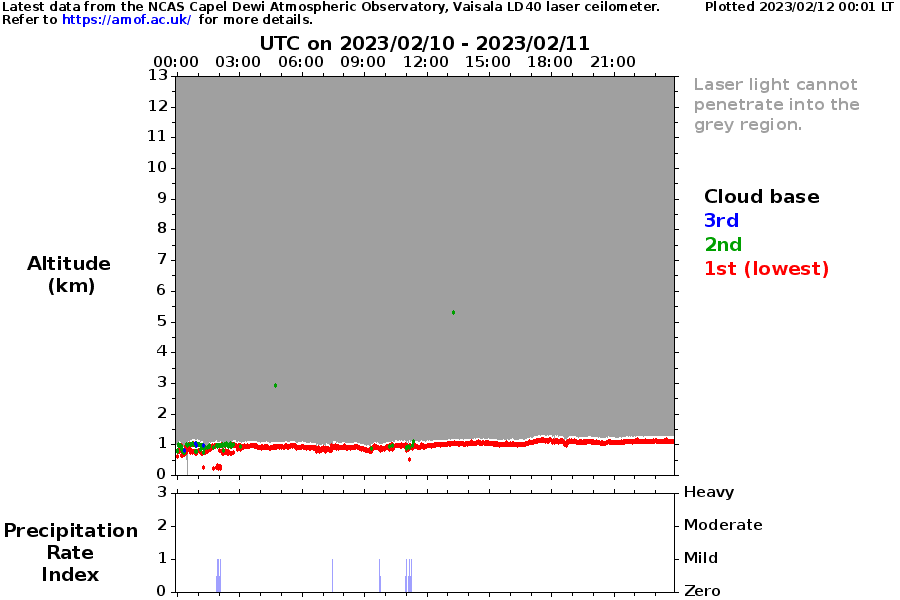 Latest data from the NCAS Capel Dewi Atmospheric Observatory, Vaisala LD40 laser ceilometer.
Plotted 2023/02/12 00:01 LT
Refer to https://amof.ac.uk/ for more details.
UTC on 2023/02/10 - 2023/02/11
00:00 03:00 06:00 09:00 12:00 15:00 18:00 21:00
13
12
11
10
9
8
7
6
5
4
3
2
1
0
Altitude
(km)
Laser light cannot
penetrate into the
grey region.
Cloud base
3rd
2nd
1st (lowest)
3 Heavy
2 Moderate
1 Mild
0 Zero
Precipitation
Rate
Index